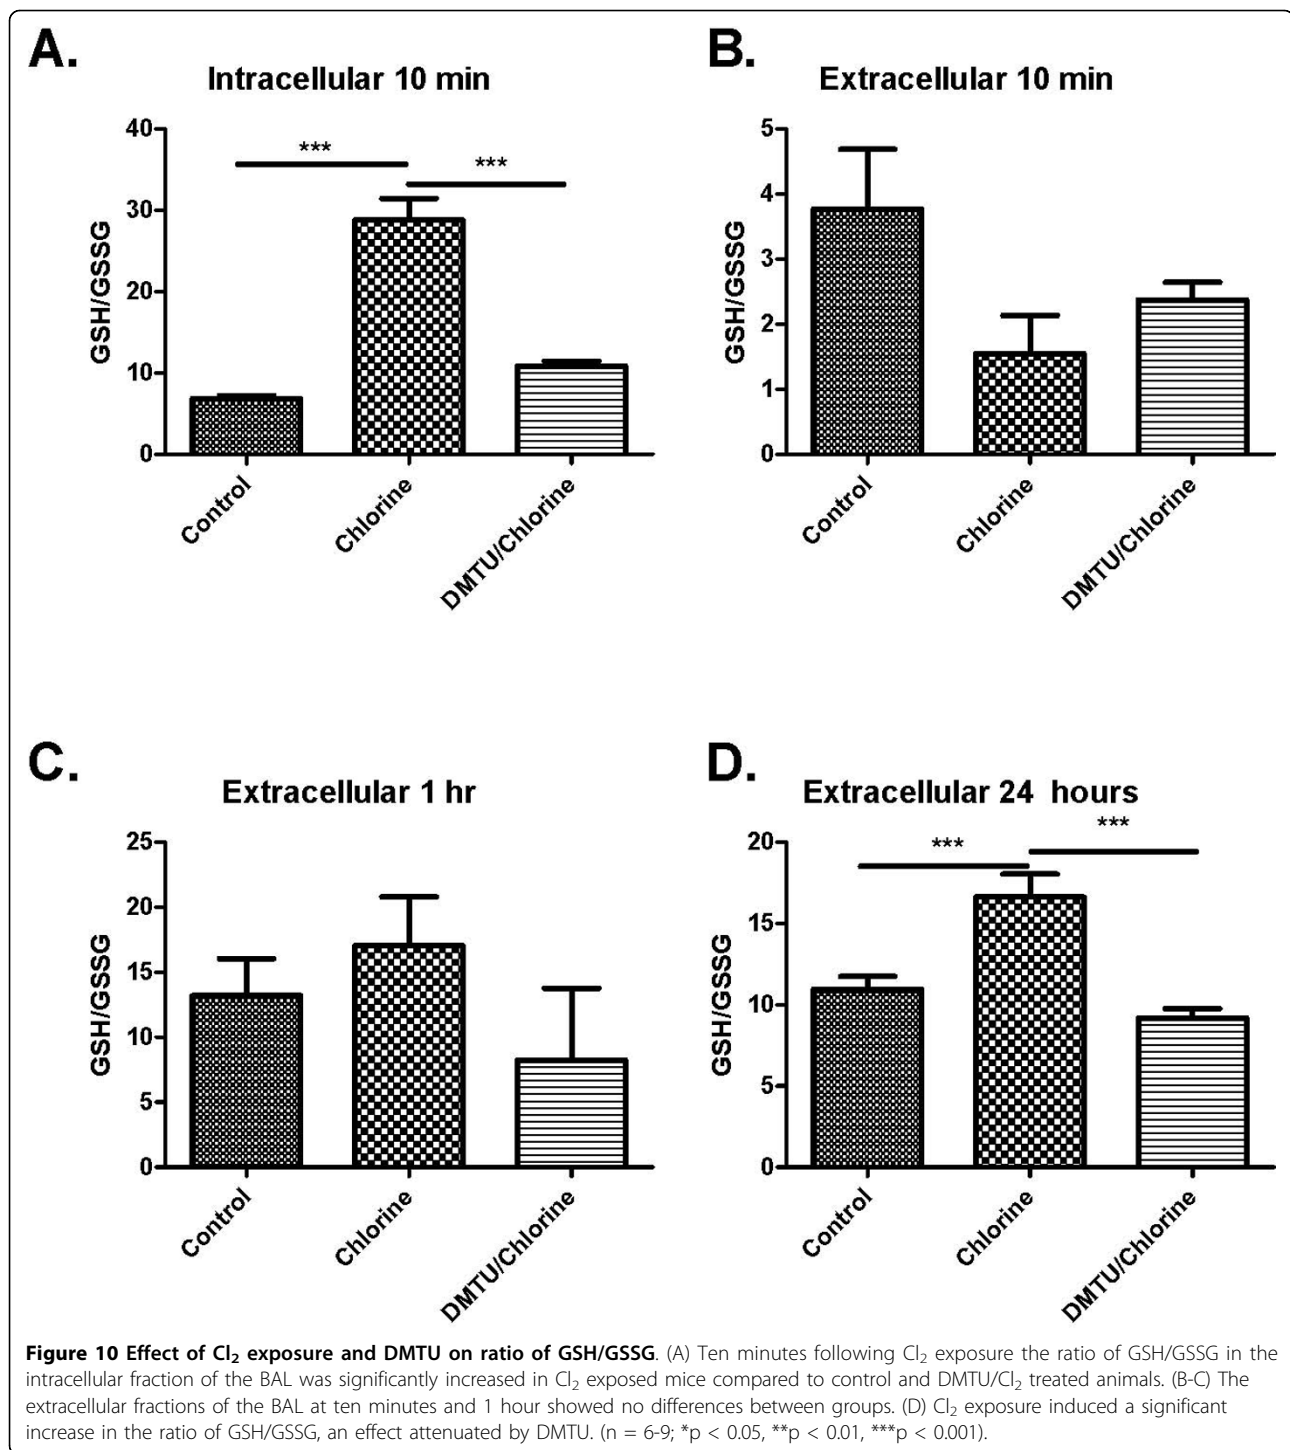 A.
Intracellular 10 min
40
30
20
10
0
GSH/GSSG
***
***
Control
Chlorine
DMTU/Chlorine
B.
Extracellular 10 min
5
4
3
2
1
0
GSH/GSSG
Control
Chlorine
DMTU/Chlorine
C.
Extracellular 1 hr
25
20
15
10
5
0
GSH/GSSG
Control
Chlorine
DMTU/Chlorine
D.
Extracellular 24 hours
20
15
10
5
0
GSH/GSSG
***
***
Control
Chlorine
DMTU/Chlorine
Figure 10 Effect of Cl₂ exposure and DMTU on ratio of GSH/GSSG. (A) Ten minutes following Cl₂ exposure the ratio of GSH/GSSG in the
intracellular fraction of the BAL was significantly increased in Cl₂ exposed mice compared to control and DMTU/Cl₂ treated animals. (B-C) The
extracellular fractions of the BAL at ten minutes and 1 hour showed no differences between groups. (D) Cl₂ exposure induced a significant
increase in the ratio of GSH/GSSG, an effect attenuated by DMTU. (n = 6-9; *p < 0.05, **p < 0.01, ***p < 0.001).